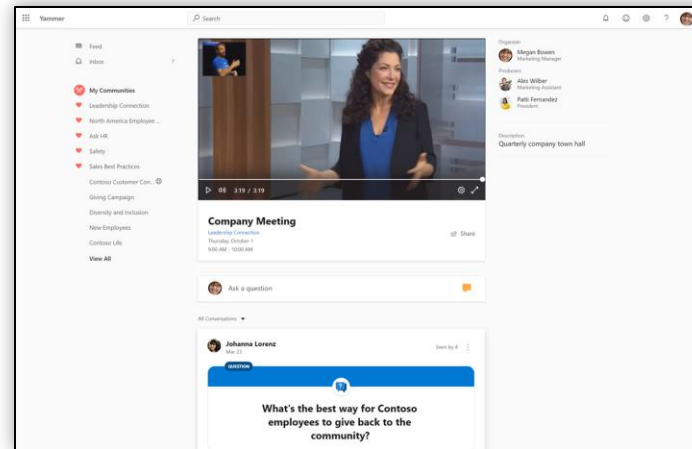 Yammer
Search
?
Feed
Inbox
7
My Communities
Leadership Connection
North America Employee ...
Ask HR
Safety
Sales Best Practices
Contoso Customer Con...
Giving Campaign
Diversity and Inclusion
New Employees
Contoso Life
View All
3:19 / 3:19
Company Meeting
Leadership Connection
Thursday, October 1
9:00 AM - 10:00 AM
Share
Ask a question
All Conversations
Johanna Lorenz
Mar 23
Seen by 4
QUESTION
What's the best way for Contoso
employees to give back to the
community?
Organizer
Megan Bowen
Marketing Manager
Producers
Alex Wilber
Marketing Assistant
Patti Fernandez
President
Description
Quarterly company town hall